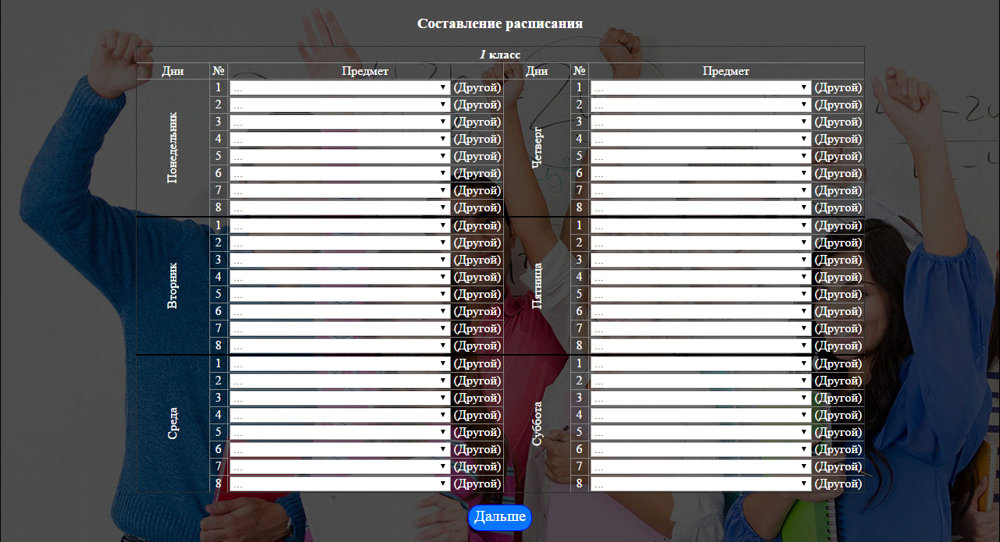 Составление расписания
1 класс
Дни № Предмет Дни № Предмет
Понедельник
1 ... (Другой)
2 ... (Другой)
3 ... (Другой)
4 ... (Другой)
5 ... (Другой)
6 ... (Другой)
7 ... (Другой)
8 ... (Другой)
Вторник
1 ... (Другой)
2 ... (Другой)
3 ... (Другой)
4 ... (Другой)
5 ... (Другой)
6 ... (Другой)
7 ... (Другой)
8 ... (Другой)
Среда
1 ... (Другой)
2 ... (Другой)
3 ... (Другой)
4 ... (Другой)
5 ... (Другой)
6 ... (Другой)
7 ... (Другой)
8 ... (Другой)
Четверг
1 ... (Другой)
2 ... (Другой)
3 ... (Другой)
4 ... (Другой)
5 ... (Другой)
6 ... (Другой)
7 ... (Другой)
8 ... (Другой)
Пятница
1 ... (Другой)
2 ... (Другой)
3 ... (Другой)
4 ... (Другой)
5 ... (Другой)
6 ... (Другой)
7 ... (Другой)
8 ... (Другой)
Суббота
1 ... (Другой)
2 ... (Другой)
3 ... (Другой)
4 ... (Другой)
5 ... (Другой)
6 ... (Другой)
7 ... (Другой)
8 ... (Другой)
Дальше